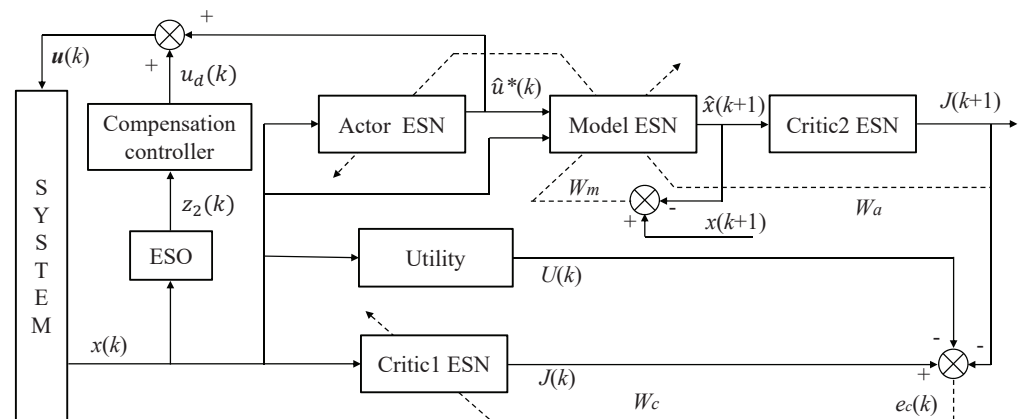 +
u(k)
+
u_d(k)
û*(k)
x̂(k+1)
J(k+1)
Compensation
controller
Actor ESN
Model ESN
Critic2 ESN
SYSTEM
z_2(k)
W_m
+
-
W_a
x(k+1)
ESO
Utility
U(k)
x(k)
Critic1 ESN
J(k)
-
-
+
W_c
e_c(k)